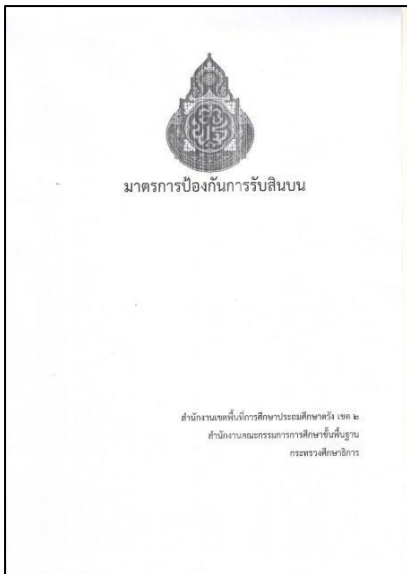 มาตรการป้องกันการรับสินบน
สำนักงานเขตพื้นที่การศึกษาประถมศึกษาตรัง เขต ๒
สำนักงานคณะกรรมการการศึกษาขั้นพื้นฐาน
กระทรวงศึกษาธิการ